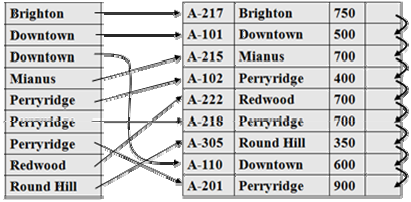 Brighton
Downtown
Downtown
Mianus
Perryridge
Perryridge
Perryridge
Redwood
Round Hill
A-217 Brighton 750
A-101 Downtown 500
A-215 Mianus 700
A-102 Perryridge 400
A-222 Redwood 700
A-218 Perryridge 700
A-305 Round Hill 350
A-110 Downtown 600
A-201 Perryridge 900